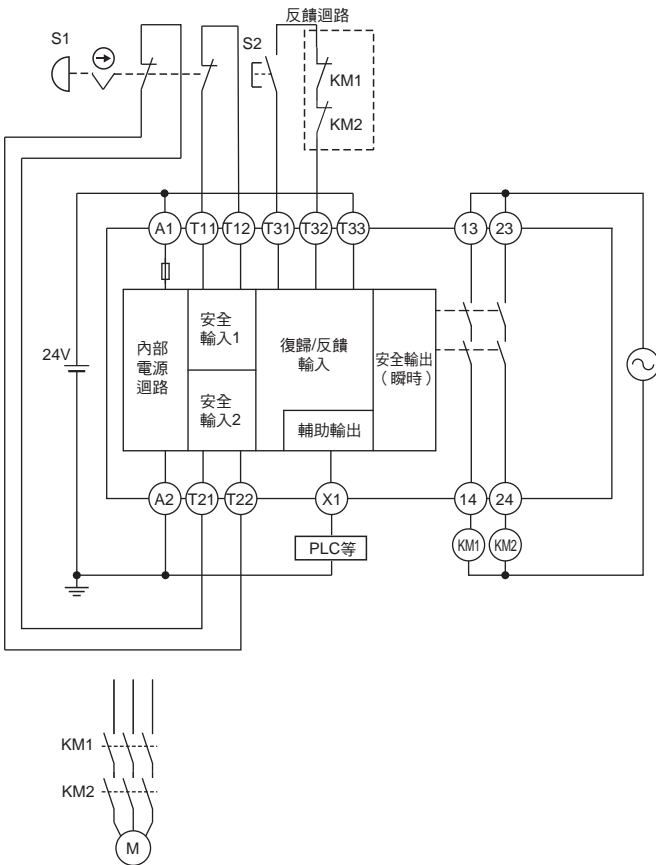 反饋迴路
S1
S2
KM1
KM2
A1 T11 T12 T31 T32 T33 13 23
24V
內部
電源
迴路
安全
輸入1
安全
輸入2
復歸/反饋
輸入
輔助輸出
安全輸出
(瞬時)
A2 T21 T22 X1 14 24
PLC等
KM1 KM2
KM1
KM2
M